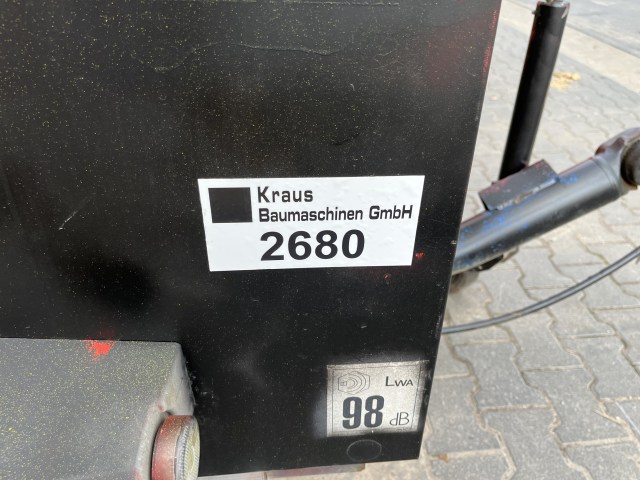 Kraus
Baumaschinen GmbH
2680
LWA
98 dB